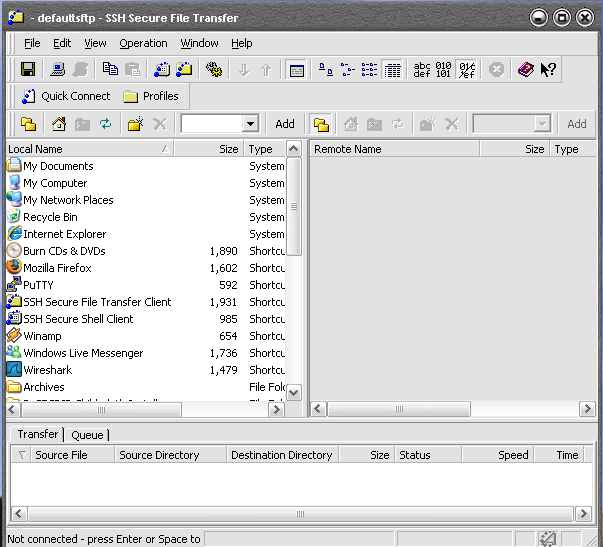 - defaultsftp - SSH Secure File Transfer
File Edit View Operation Window Help
abc 010
def 101
Quick Connect Profiles
Add Add
Local Name Size Type Remote Name Size Type
My Documents System
My Computer System
My Network Places System
Recycle Bin System
Internet Explorer System
Burn CDs & DVDs 1,890 Shortcu
Mozilla Firefox 1,602 Shortcu
PuTTY 592 Shortcu
SSH Secure File Transfer Client 1,931 Shortcu
SSH Secure Shell Client 985 Shortcu
Winamp 654 Shortcu
Windows Live Messenger 1,736 Shortcu
Wireshark 1,479 Shortcu
Archives File Fold
Transfer Queue
Source File Source Directory Destination Directory Size Status Speed Time
Not connected - press Enter or Space to